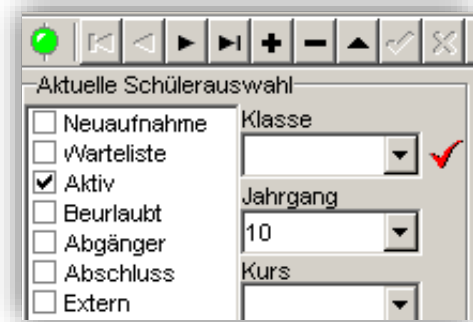 Aktuelle Schülerauswahl
Neuaufnahme
Warteliste
Aktiv
Beurlaubt
Abgänger
Abschluss
Extern
Klasse
Jahrgang
10
Kurs